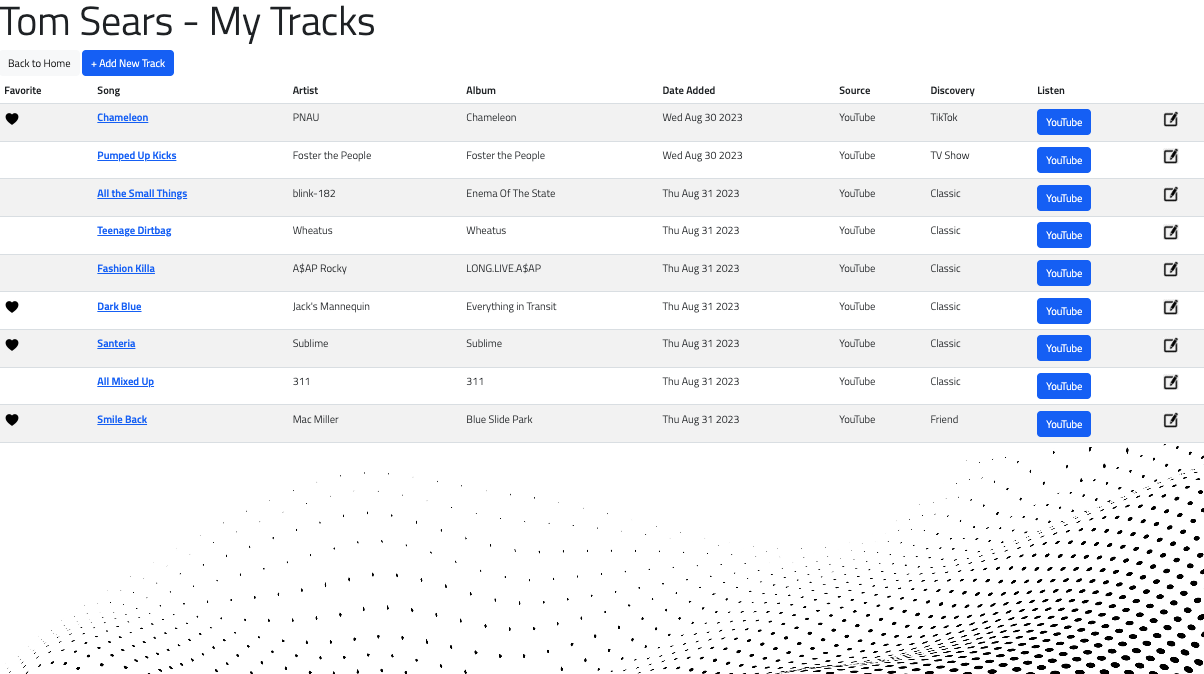 Tom Sears - My Tracks
Back to Home + Add New Track
Favorite Song Artist Album Date Added Source Discovery Listen
Chameleon PNAU Chameleon Wed Aug 30 2023 YouTube TikTok YouTube
Pumped Up Kicks Foster the People Foster the People Wed Aug 30 2023 YouTube TV Show YouTube
All the Small Things blink-182 Enema Of The State Thu Aug 31 2023 YouTube Classic YouTube
Teenage Dirtbag Wheatus Wheatus Thu Aug 31 2023 YouTube Classic YouTube
Fashion Killa A$AP Rocky LONG.LIVE.A$AP Thu Aug 31 2023 YouTube Classic YouTube
Dark Blue Jack's Mannequin Everything in Transit Thu Aug 31 2023 YouTube Classic YouTube
Santeria Sublime Sublime Thu Aug 31 2023 YouTube Classic YouTube
All Mixed Up 311 311 Thu Aug 31 2023 YouTube Classic YouTube
Smile Back Mac Miller Blue Slide Park Thu Aug 31 2023 YouTube Friend YouTube